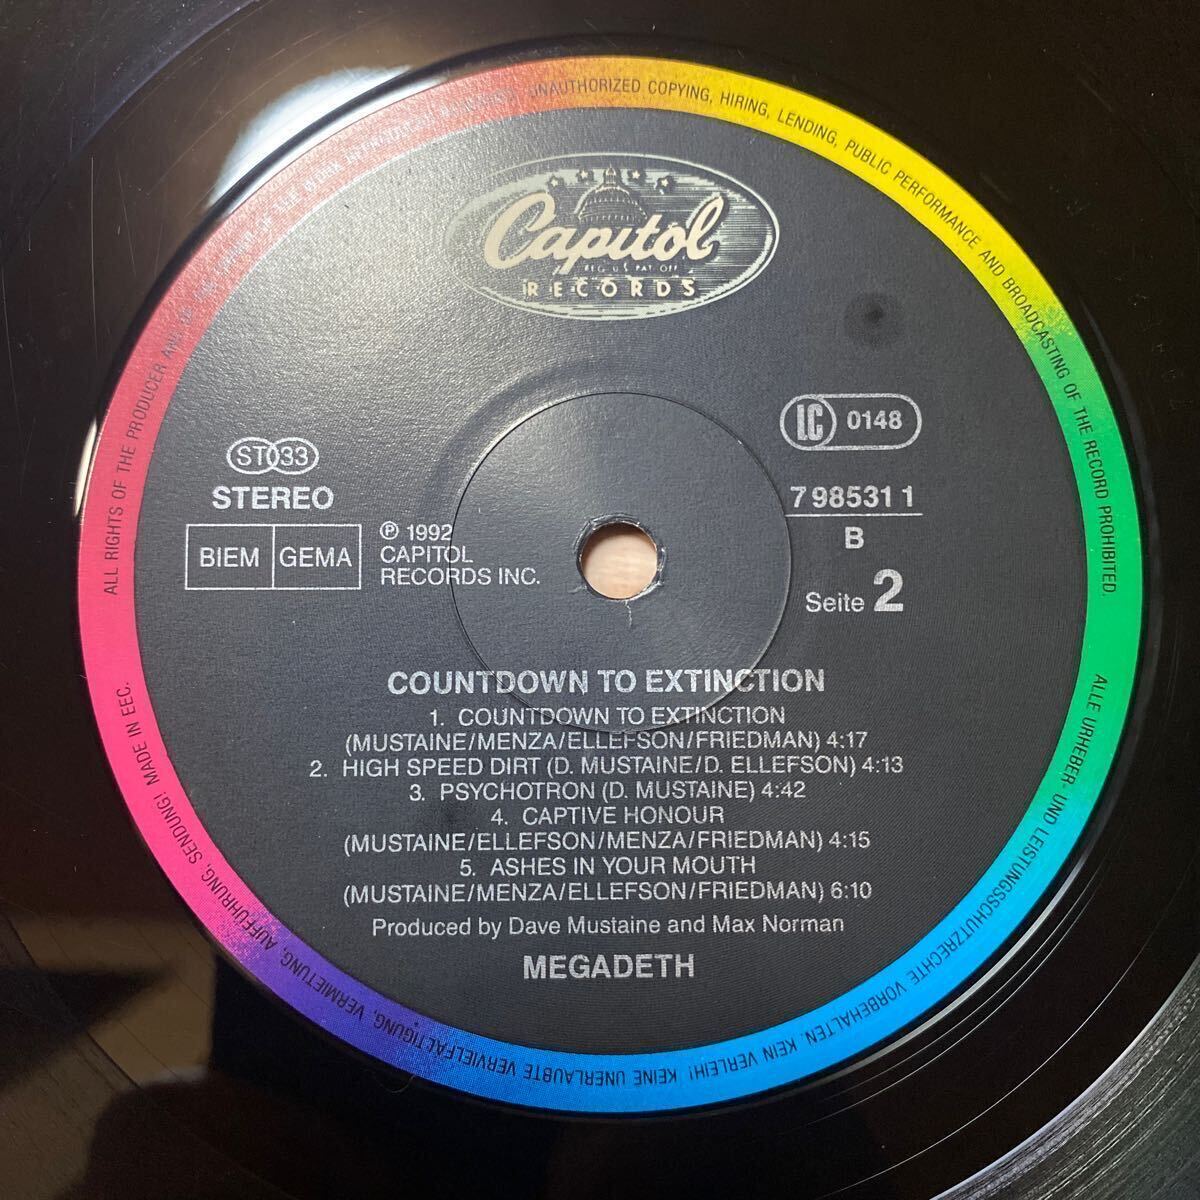 Capitol
REG. U.S. PAT. OFF.
RECORDS
LC 0148
ST 33
STEREO
BIEM GEMA
℗ 1992
CAPITOL
RECORDS INC.
7 98531 1
B
Seite 2
COUNTDOWN TO EXTINCTION
1. COUNTDOWN TO EXTINCTION
(MUSTAINE/MENZA/ELLEFSON/FRIEDMAN) 4:17
2. HIGH SPEED DIRT (D. MUSTAINE/D. ELLEFSON) 4:13
3. PSYCHOTRON (D. MUSTAINE) 4:42
4. CAPTIVE HONOUR
(MUSTAINE/ELLEFSON/MENZA/FRIEDMAN) 4:15
5. ASHES IN YOUR MOUTH
(MUSTAINE/MENZA/ELLEFSON/FRIEDMAN) 6:10
Produced by Dave Mustaine and Max Norman
MEGADETH
ALL RIGHTS OF THE PRODUCER AND OF THE OWNER OF THE WORK REPRODUCED RESERVED. UNAUTHORIZED COPYING, HIRING, LENDING, PUBLIC PERFORMANCE AND BROADCASTING OF THE RECORD PROHIBITED.
ALLE URHEBER- UND LEISTUNGSSCHUTZRECHTE VORBEHALTEN. KEIN VERLEIH! KEINE UNERLAUBTE VERVIELFÄLTIGUNG, VERMIETUNG, AUFFÜHRUNG, SENDUNG! MADE IN EEC.